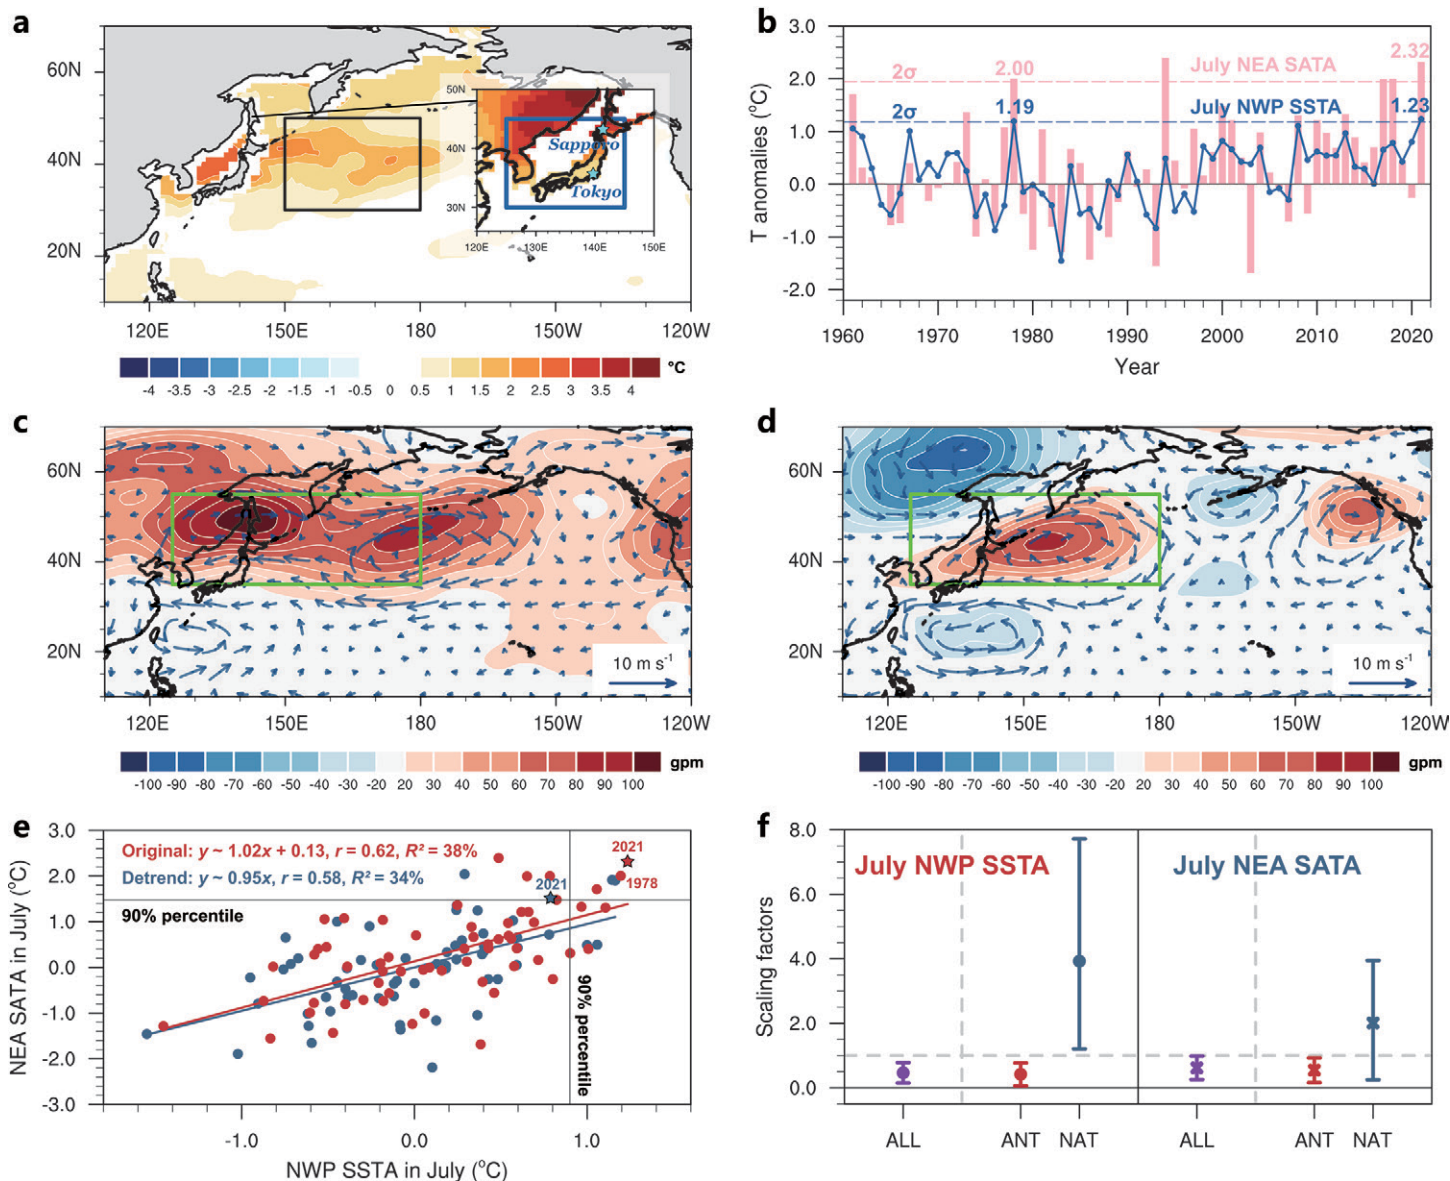 a
60N
40N
20N
120E
150E
180
150W
120W
50N
40N
30N
120E
130E
140E
150E
Sapporo
Tokyo
-4 -3.5 -3 -2.5 -2 -1.5 -1 -0.5 0 0.5 1 1.5 2 2.5 3 3.5 4
°C
b
T anomalies (°C)
3.0
2.0
1.0
0.0
-1.0
-2.0
2σ
2.00
July NEA SATA
2.32
2σ
1.19
July NWP SSTA
1.23
1960 1970 1980 1990 2000 2010 2020
Year
c
60N
40N
20N
10 m s⁻¹
120E 150E 180 150W 120W
-100 -90 -80 -70 -60 -50 -40 -30 -20 20 30 40 50 60 70 80 90 100
gpm
d
60N
40N
20N
10 m s⁻¹
120E 150E 180 150W 120W
-100 -90 -80 -70 -60 -50 -40 -30 -20 20 30 40 50 60 70 80 90 100
gpm
e
NEA SATA in July (°C)
3.0
2.0
1.0
0.0
-1.0
-2.0
-3.0
Original: y ~ 1.02x + 0.13, r = 0.62, R² = 38%
Detrend: y ~ 0.95x, r = 0.58, R² = 34%
2021
2021
1978
90% percentile
90% percentile
-1.0 0.0 1.0
NWP SSTA in July (°C)
f
Scaling factors
8.0
6.0
4.0
2.0
0.0
July NWP SSTA
July NEA SATA
ALL ANT NAT ALL ANT NAT